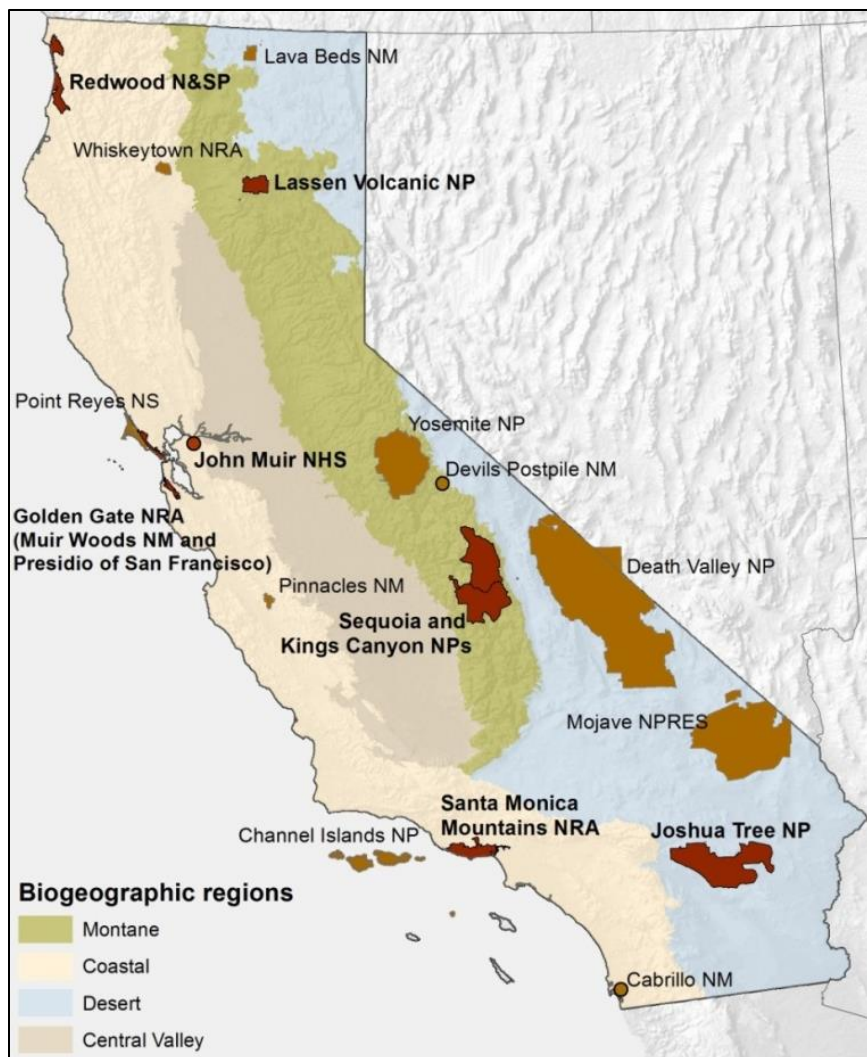 Lava Beds NM
Redwood N&SP
Whiskeytown NRA
Lassen Volcanic NP
Point Reyes NS
Yosemite NP
John Muir NHS
Devils Postpile NM
Golden Gate NRA
(Muir Woods NM and
Presidio of San Francisco)
Death Valley NP
Pinnacles NM
Sequoia and
Kings Canyon NPs
Mojave NPRES
Santa Monica
Mountains NRA
Joshua Tree NP
Channel Islands NP
Biogeographic regions
Montane
Coastal
Desert
Central Valley
Cabrillo NM